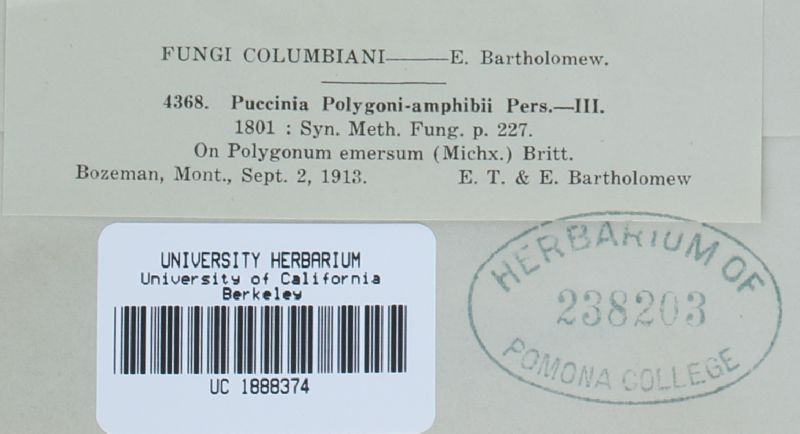 FUNGI COLUMBIANI——E. Bartholomew.
4368. Puccinia Polygoni-amphibii Pers.—III.
1801 : Syn. Meth. Fung. p. 227.
On Polygonum emersum (Michx.) Britt.
Bozeman, Mont., Sept. 2, 1913. E. T. & E. Bartholomew
UNIVERSITY HERBARIUM
University of California
Berkeley
UC 1888374
HERBARIUM OF
238203
POMONA COLLEGE